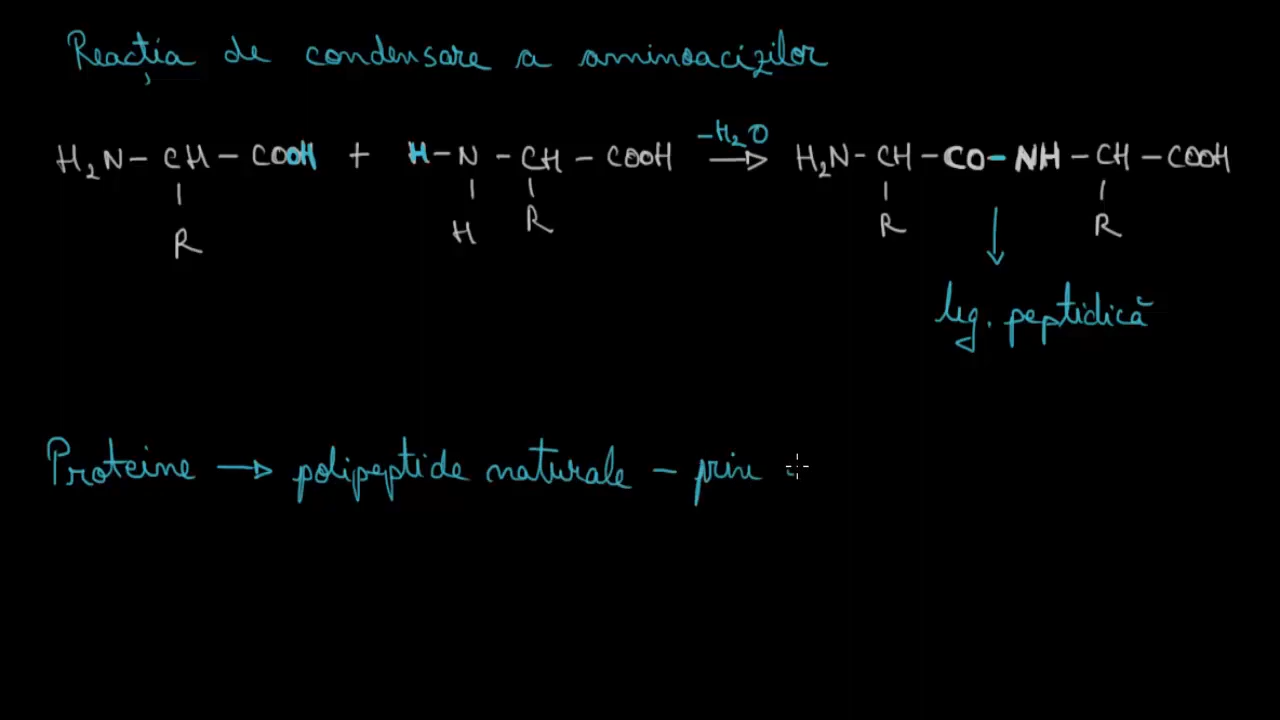 Reacția de condensare a aminoacizilor
H₂N – CH – COOH + H – N – CH – COOH –H₂O → H₂N – CH – CO – NH – CH – COOH
R H R R R
leg. peptidică
Proteine → polipeptide naturale – prin